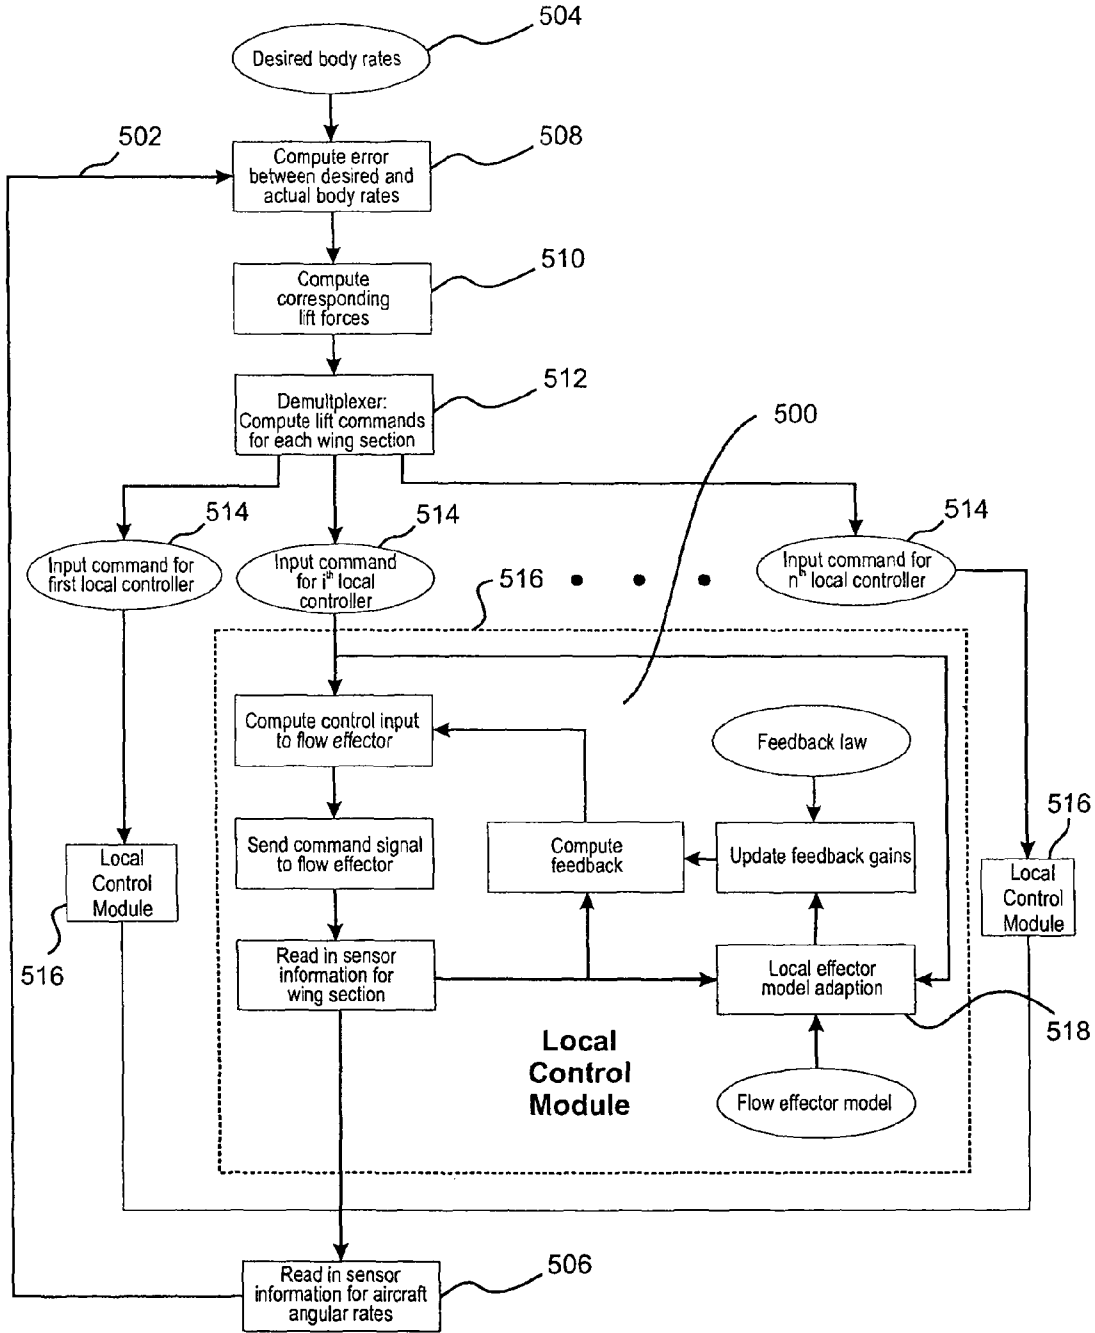 504
Desired body rates
502
508
Compute error
between desired and
actual body rates
510
Compute
corresponding
lift forces
512
Demultplexer:
Compute lift commands
for each wing section
500
514
514
514
Input command for
first local controller
Input command
for ith local
controller
516
Input command for
nth local controller
Compute control input
to flow effector
Feedback law
Send command signal
to flow effector
Compute
feedback
Update feedback gains
516
Local
Control
Module
516
Local
Control
Module
Read in sensor
information for
wing section
Local effector
model adaption
518
Local
Control
Module
Flow effector model
506
Read in sensor
information for aircraft
angular rates